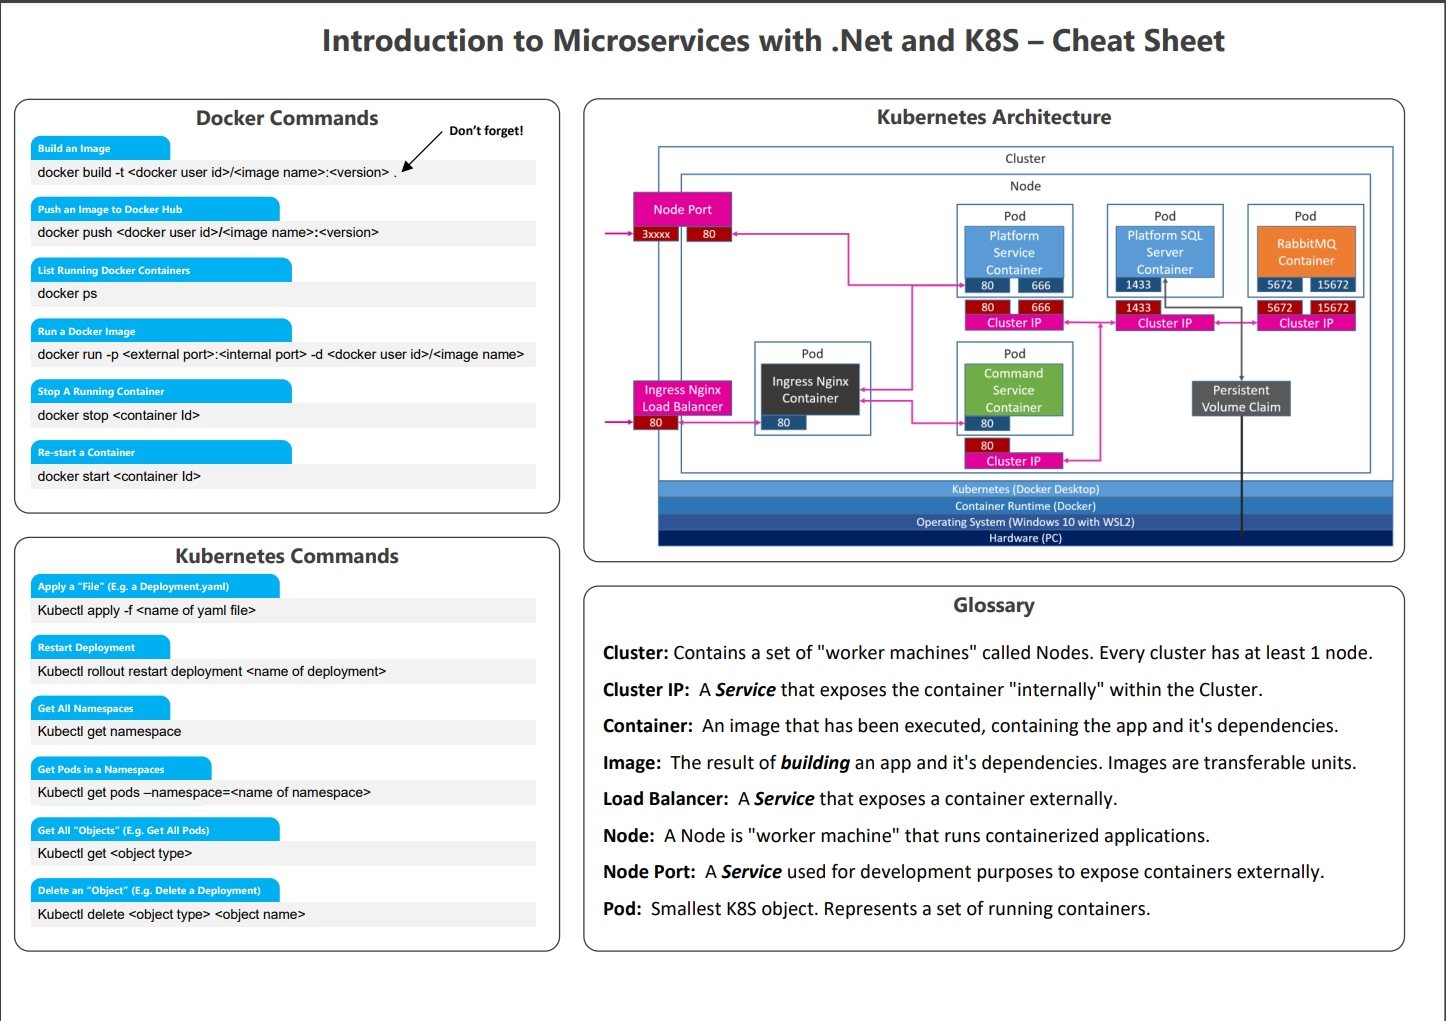 Introduction to Microservices with .Net and K8S – Cheat Sheet
Docker Commands
Don't forget!
Build an Image
docker build -t <docker user id>/<image name>:<version> .
Push an Image to Docker Hub
docker push <docker user id>/<image name>:<version>
List Running Docker Containers
docker ps
Run a Docker Image
docker run -p <external port>:<internal port> -d <docker user id>/<image name>
Stop A Running Container
docker stop <container Id>
Re-start a Container
docker start <container Id>
Kubernetes Commands
Apply a “File” (E.g. a Deployment.yaml)
Kubectl apply -f <name of yaml file>
Restart Deployment
Kubectl rollout restart deployment <name of deployment>
Get All Namespaces
Kubectl get namespace
Get Pods in a Namespaces
Kubectl get pods –namespace=<name of namespace>
Get All “Objects” (E.g. Get All Pods)
Kubectl get <object type>
Delete an “Object” (E.g. Delete a Deployment)
Kubectl delete <object type> <object name>
Kubernetes Architecture
Cluster
Node
Node Port
3xxxx 80
Pod
Platform
Service
Container
80 666
80 666
Cluster IP
Pod
Platform SQL
Server
Container
1433
1433
Cluster IP
Pod
RabbitMQ
Container
5672 15672
5672 15672
Cluster IP
Ingress Nginx
Load Balancer
80
Pod
Ingress Nginx
Container
80
Pod
Command
Service
Container
80
80
Cluster IP
Persistent
Volume Claim
Kubernetes (Docker Desktop)
Container Runtime (Docker)
Operating System (Windows 10 with WSL2)
Hardware (PC)
Glossary
Cluster: Contains a set of "worker machines" called Nodes. Every cluster has at least 1 node.
Cluster IP: A Service that exposes the container "internally" within the Cluster.
Container: An image that has been executed, containing the app and it's dependencies.
Image: The result of building an app and it's dependencies. Images are transferable units.
Load Balancer: A Service that exposes a container externally.
Node: A Node is "worker machine" that runs containerized applications.
Node Port: A Service used for development purposes to expose containers externally.
Pod: Smallest K8S object. Represents a set of running containers.